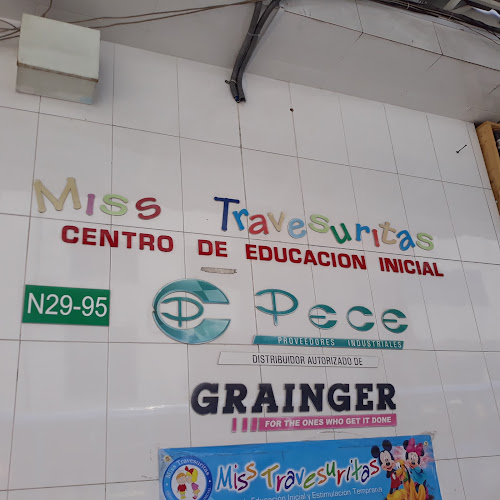 Miss Travesuritas
CENTRO DE EDUCACION INICIAL
N29-95
Pece
PROVEEDORES INDUSTRIALES
DISTRIBUIDOR AUTORIZADO DE
GRAINGER
FOR THE ONES WHO GET IT DONE
Miss Travesuritas
Educación Inicial y Estimulación Temprana